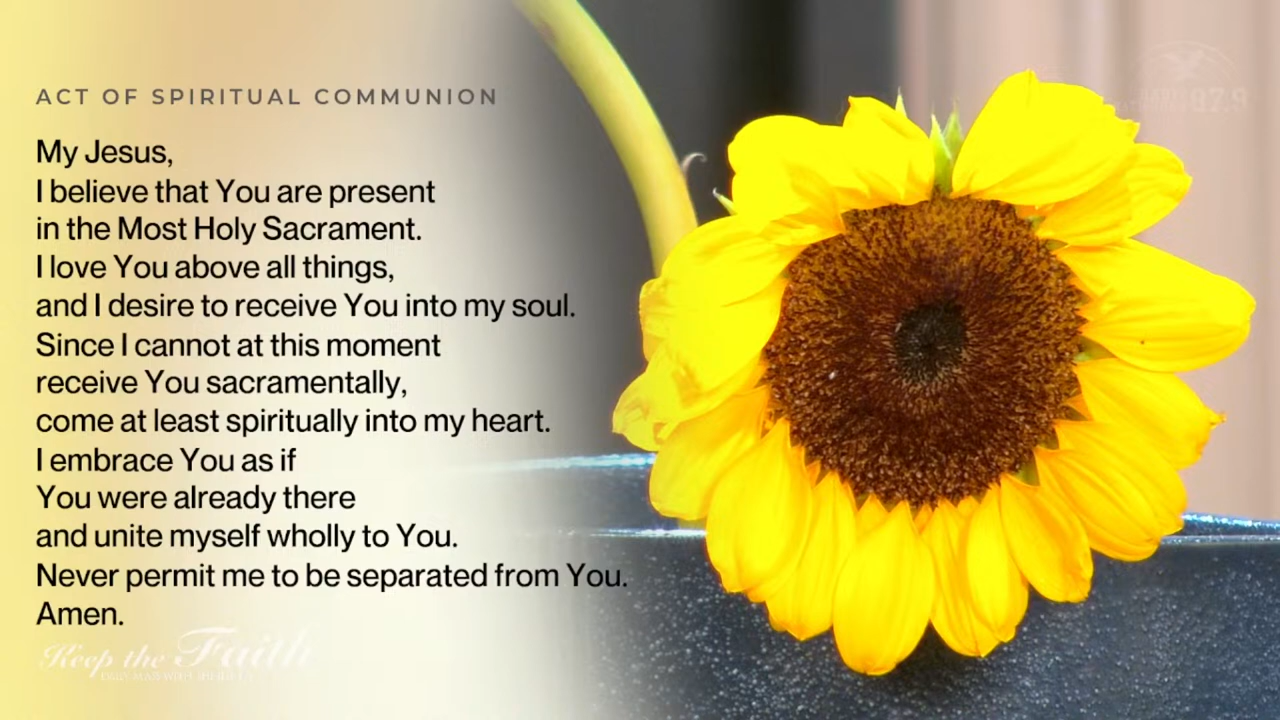 ACT OF SPIRITUAL COMMUNION
My Jesus,
I believe that You are present
in the Most Holy Sacrament.
I love You above all things,
and I desire to receive You into my soul.
Since I cannot at this moment
receive You sacramentally,
come at least spiritually into my heart.
I embrace You as if
You were already there
and unite myself wholly to You.
Never permit me to be separated from You.
Amen.
Keep the Faith
97.9